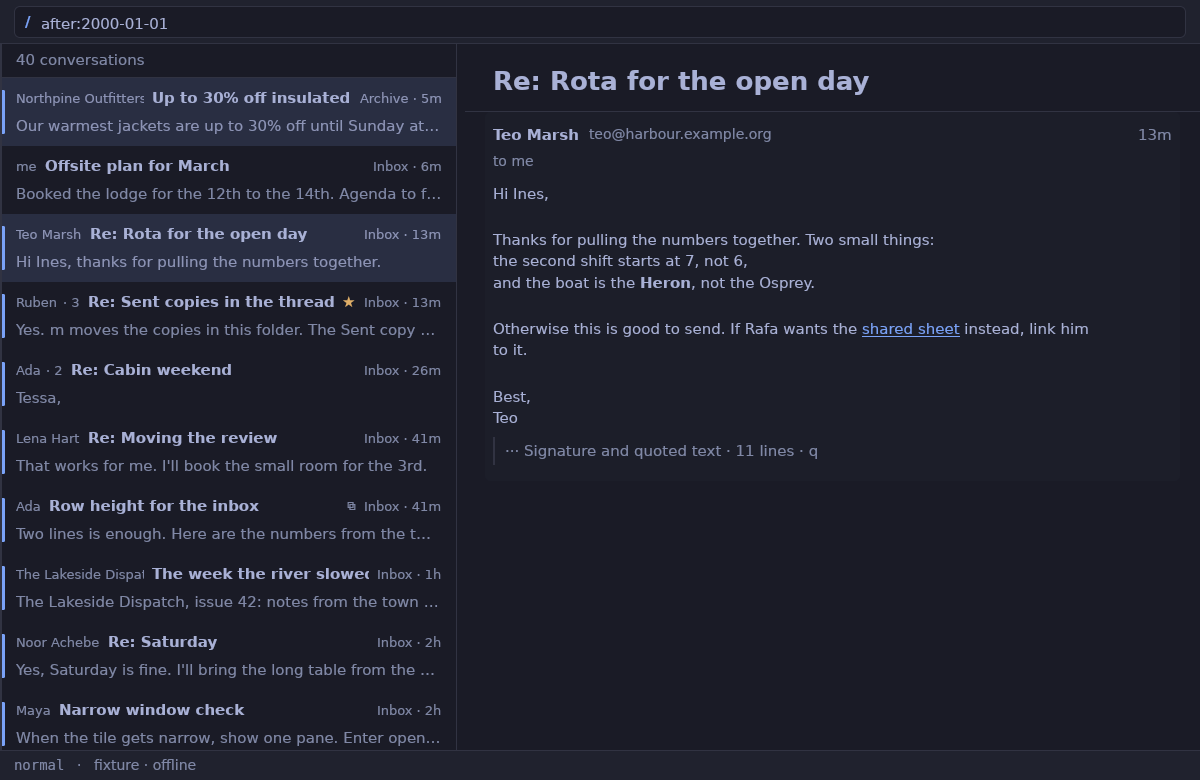 / after:2000-01-01
40 conversations
Northpine Outfitters Up to 30% off insulated Archive · 5m
Our warmest jackets are up to 30% off until Sunday at…
me Offsite plan for March Inbox · 6m
Booked the lodge for the 12th to the 14th. Agenda to f…
Teo Marsh Re: Rota for the open day Inbox · 13m
Hi Ines, thanks for pulling the numbers together.
Ruben · 3 Re: Sent copies in the thread ★ Inbox · 13m
Yes. m moves the copies in this folder. The Sent copy …
Ada · 2 Re: Cabin weekend Inbox · 26m
Tessa,
Lena Hart Re: Moving the review Inbox · 41m
That works for me. I'll book the small room for the 3rd.
Ada Row height for the inbox Inbox · 41m
Two lines is enough. Here are the numbers from the t…
The Lakeside Dispat The week the river slowed Inbox · 1h
The Lakeside Dispatch, issue 42: notes from the town …
Noor Achebe Re: Saturday Inbox · 2h
Yes, Saturday is fine. I'll bring the long table from the …
Maya Narrow window check Inbox · 2h
When the tile gets narrow, show one pane. Enter open…
Re: Rota for the open day
Teo Marsh teo@harbour.example.org 13m
to me
Hi Ines,
Thanks for pulling the numbers together. Two small things:
the second shift starts at 7, not 6,
and the boat is the Heron, not the Osprey.
Otherwise this is good to send. If Rafa wants the shared sheet instead, link him
to it.
Best,
Teo
··· Signature and quoted text · 11 lines · q
normal · fixture · offline